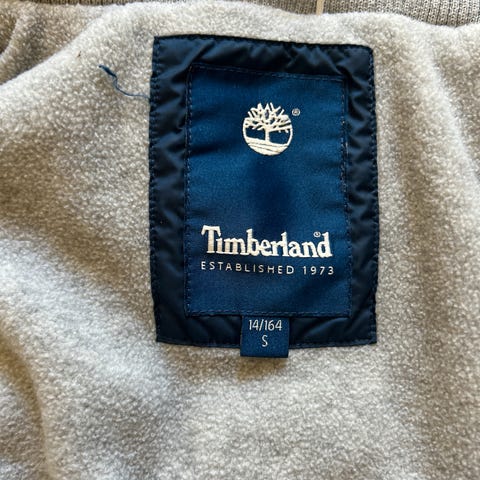 ®
Timberland®
ESTABLISHED 1973
14/164
S